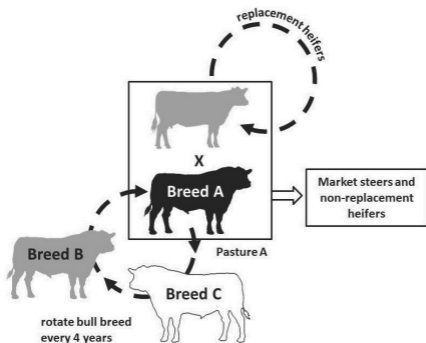 replacement heifers
X
Breed A
Market steers and
non-replacement
heifers
Pasture A
Breed B
Breed C
rotate bull breed
every 4 years